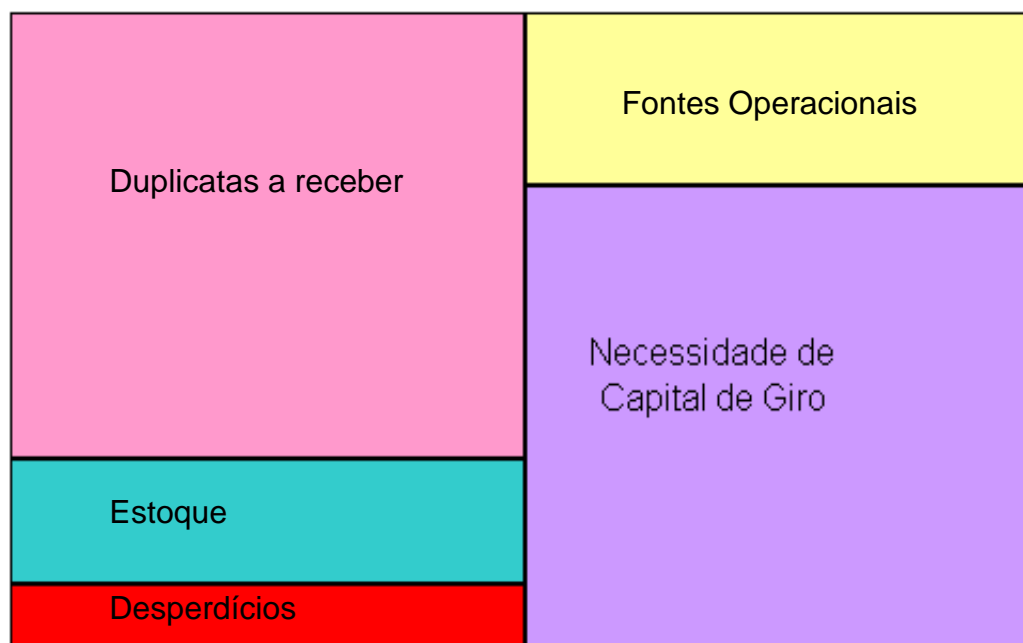 Duplicatas a receber
Estoque
Desperdícios
Fontes Operacionais
Necessidade de
Capital de Giro